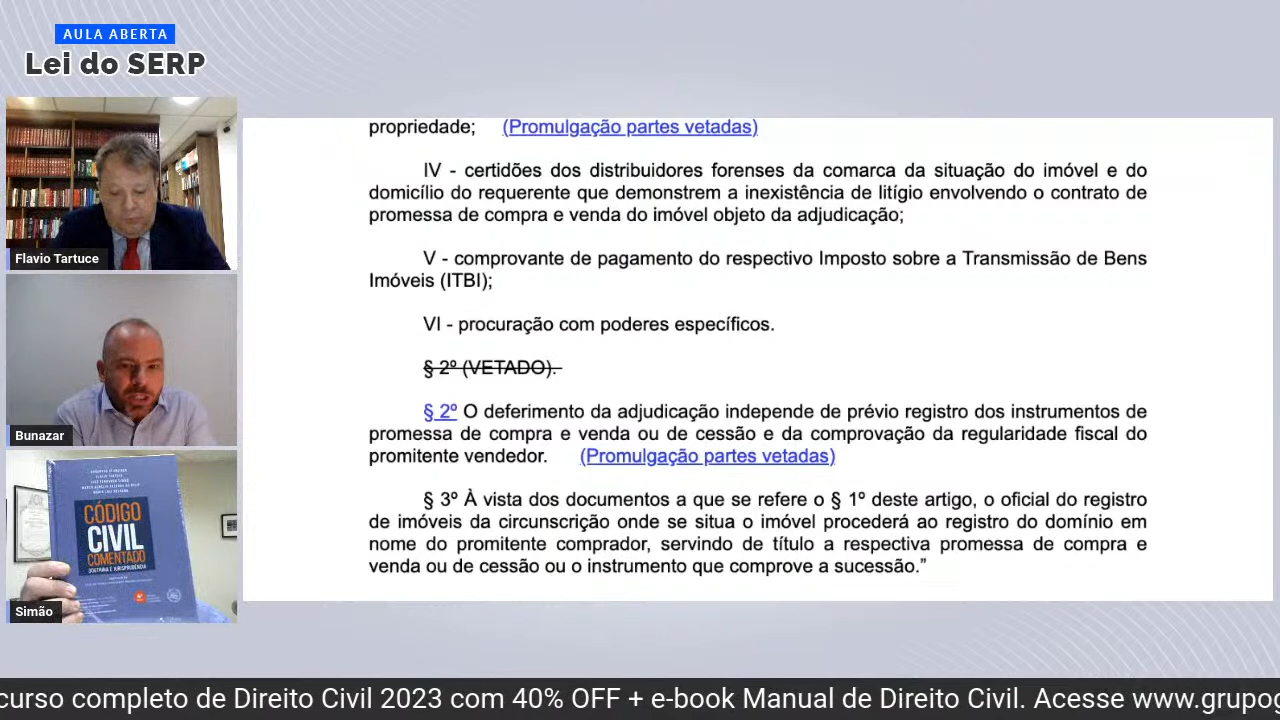 AULA ABERTA
Lei do SERP
Flavio Tartuce
Bunazar
CÓDIGO
CIVIL
COMENTADO
DOUTRINA E JURISPRUDÊNCIA
Simão
propriedade; (Promulgação partes vetadas)
IV - certidões dos distribuidores forenses da comarca da situação do imóvel e do
domicílio do requerente que demonstrem a inexistência de litígio envolvendo o contrato de
promessa de compra e venda do imóvel objeto da adjudicação;
V - comprovante de pagamento do respectivo Imposto sobre a Transmissão de Bens
Imóveis (ITBI);
VI - procuração com poderes específicos.
§ 2º (VETADO).
§ 2º O deferimento da adjudicação independe de prévio registro dos instrumentos de
promessa de compra e venda ou de cessão e da comprovação da regularidade fiscal do
promitente vendedor. (Promulgação partes vetadas)
§ 3º À vista dos documentos a que se refere o § 1º deste artigo, o oficial do registro
de imóveis da circunscrição onde se situa o imóvel procederá ao registro do domínio em
nome do promitente comprador, servindo de título a respectiva promessa de compra e
venda ou de cessão ou o instrumento que comprove a sucessão.”
curso completo de Direito Civil 2023 com 40% OFF + e-book Manual de Direito Civil. Acesse www.grupog